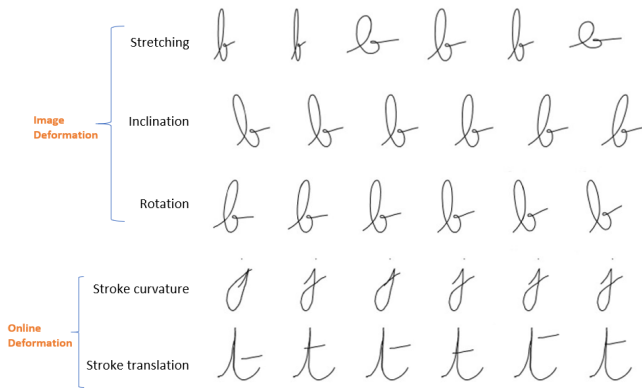 Stretching b b b b b b
Image Deformation
Inclination b b b b b b
Rotation b b b b b b
Stroke curvature j j j j j j
Online Deformation
Stroke translation t t t t t t